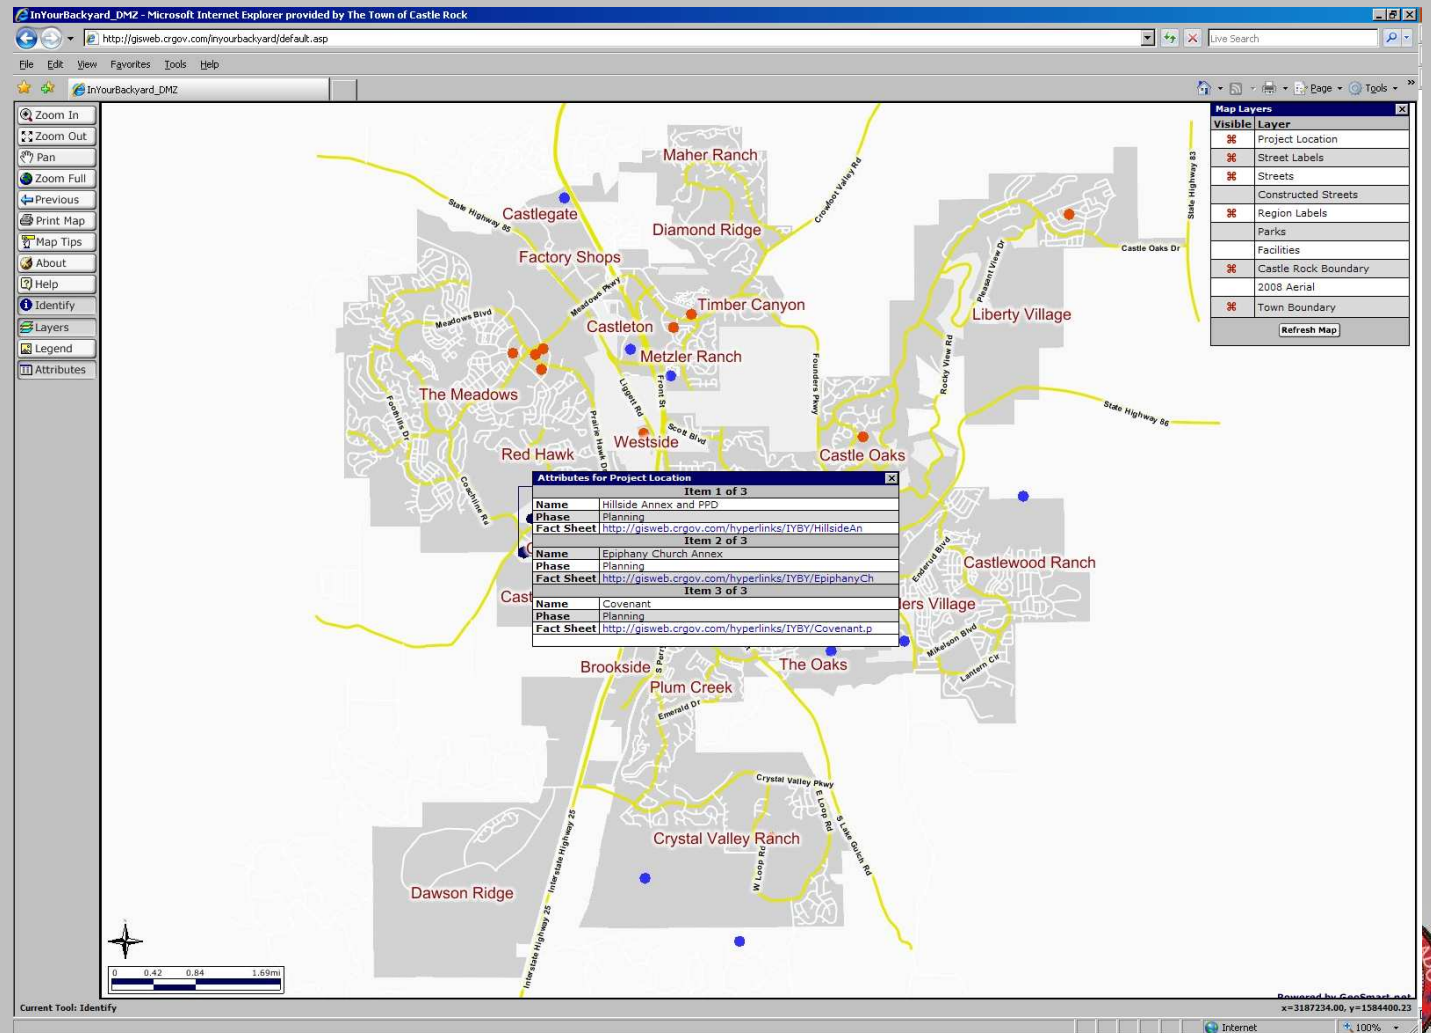 InYourBackyard_DMZ - Microsoft Internet Explorer provided by The Town of Castle Rock
http://gisweb.crgov.com/inyourbackyard/default.asp
Live Search
File Edit View Favorites Tools Help
InYourBackyard_DMZ
Page Tools
Zoom In
Zoom Out
Pan
Zoom Full
Previous
Print Map
Map Tips
About
Help
Identify
Layers
Legend
Attributes
Map Layers
Visible Layer
Project Location
Street Labels
Streets
Constructed Streets
Region Labels
Parks
Facilities
Castle Rock Boundary
2008 Aerial
Town Boundary
Refresh Map
Maher Ranch
Crowfoot Valley Rd
State Highway 83
State Highway 85
Castlegate
Diamond Ridge
Castle Oaks Dr
Factory Shops
Pleasant View Dr
Meadows Pkwy
Timber Canyon
Liberty Village
Meadows Blvd
Castleton
Metzler Ranch
Founders Pkwy
Rocky View Rd
Liggett Rd
Front St
The Meadows
Foothills Dr
Prairie Hawk Dr
State Highway 86
Scott Blvd
Westside
Red Hawk
Castle Oaks
Coachline Rd
Attributes for Project Location
Item 1 of 3
Name Hillside Annex and PPD
Phase Planning
Fact Sheet http://gisweb.crgov.com/hyperlinks/IYBY/HillsideAn
Item 2 of 3
Name Epiphany Church Annex
Phase Planning
Fact Sheet http://gisweb.crgov.com/hyperlinks/IYBY/EpiphanyCh
Item 3 of 3
Name Covenant
Phase Planning
Fact Sheet http://gisweb.crgov.com/hyperlinks/IYBY/Covenant.p
Enderud Blvd
Castlewood Ranch
Cast
lers Village
Mikelson Blvd
Lantern Cir
Brookside
S Perr
The Oaks
Plum Creek
Emerald Dr
Crystal Valley Pkwy
E Loop Rd
S Lake Gulch Rd
Crystal Valley Ranch
W Loop Rd
Interstate Highway 25
Dawson Ridge
Interstate Highway 25
0 0.42 0.84 1.69mi
Powered by GeoSmart.net
Current Tool: Identify
x=3187234.00, y=1584400.23
Internet
100%